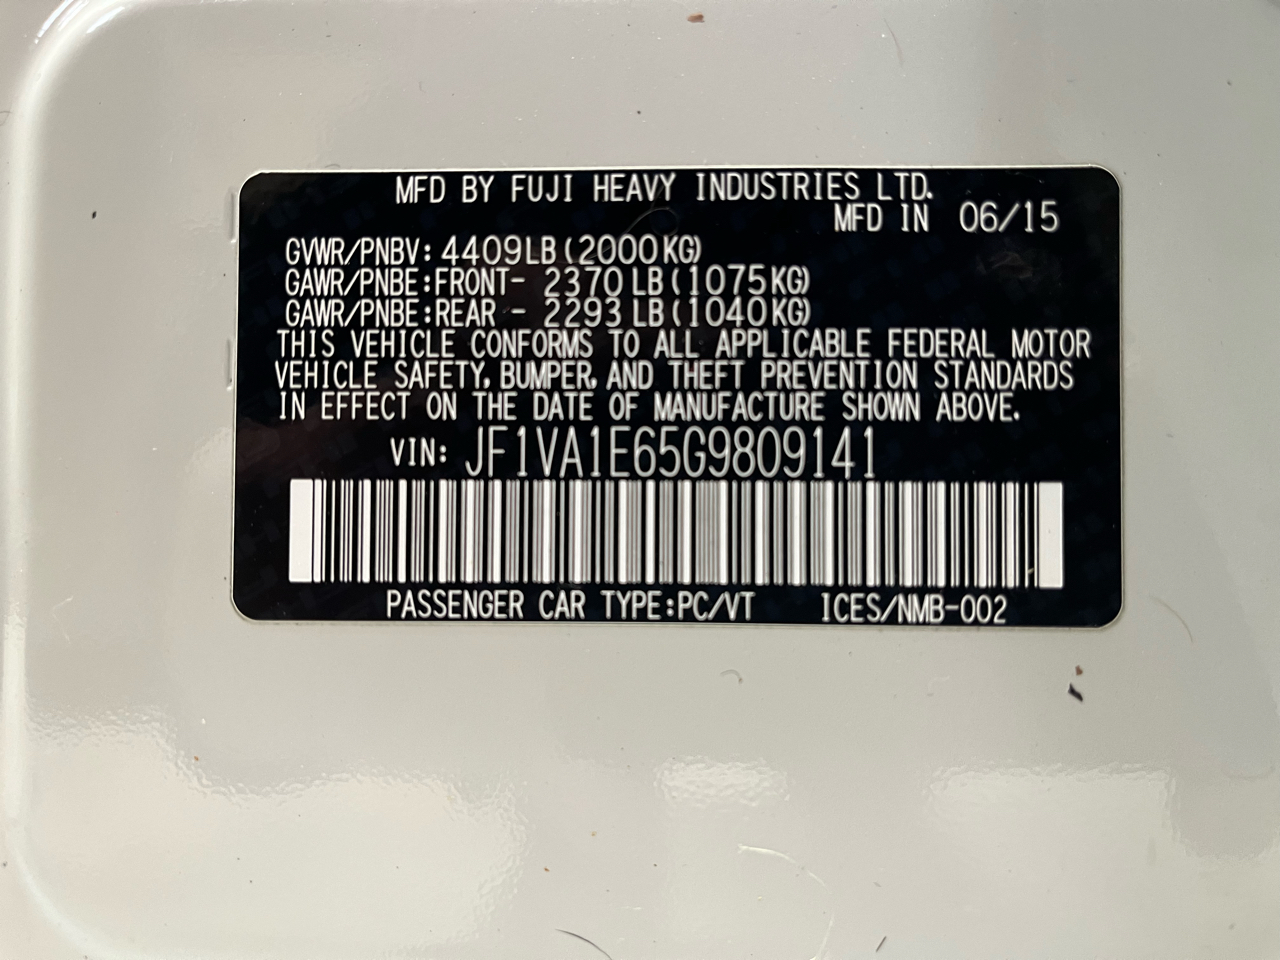 MFD BY FUJI HEAVY INDUSTRIES LTD.
MFD IN 06/15
GVWR/PNBV: 4409LB(2000KG)
GAWR/PNBE:FRONT- 2370LB(1075KG)
GAWR/PNBE:REAR - 2293LB(1040KG)
THIS VEHICLE CONFORMS TO ALL APPLICABLE FEDERAL MOTOR
VEHICLE SAFETY, BUMPER, AND THEFT PREVENTION STANDARDS
IN EFFECT ON THE DATE OF MANUFACTURE SHOWN ABOVE.
VIN: JF1VA1E65G9809141
PASSENGER CAR TYPE:PC/VT ICES/NMB-002